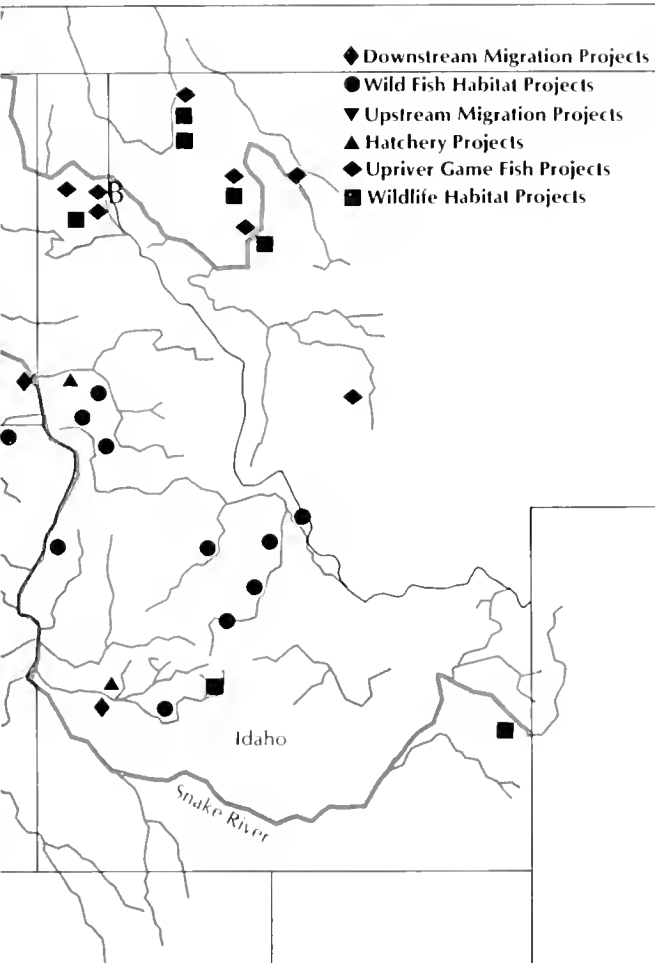 Downstream Migration Projects
Wild Fish Habitat Projects
Upstream Migration Projects
Hatchery Projects
Upriver Game Fish Projects
Wildlife Habitat Projects
B
Idaho
Snake River